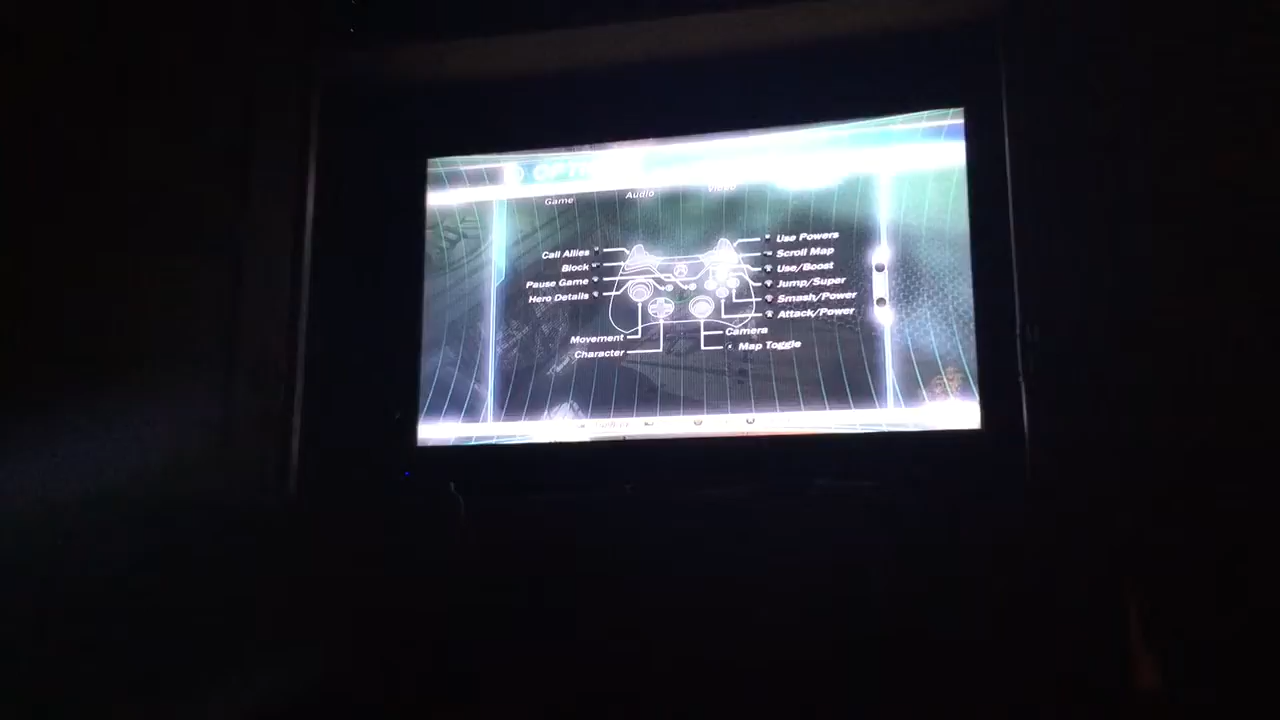 Game
Audio
Video
Call Allies
Block
Pause Game
Hero Details
Movement
Character
Use Powers
Scroll Map
Use/Boost
Jump/Super
Smash/Power
Attack/Power
Camera
Map Toggle